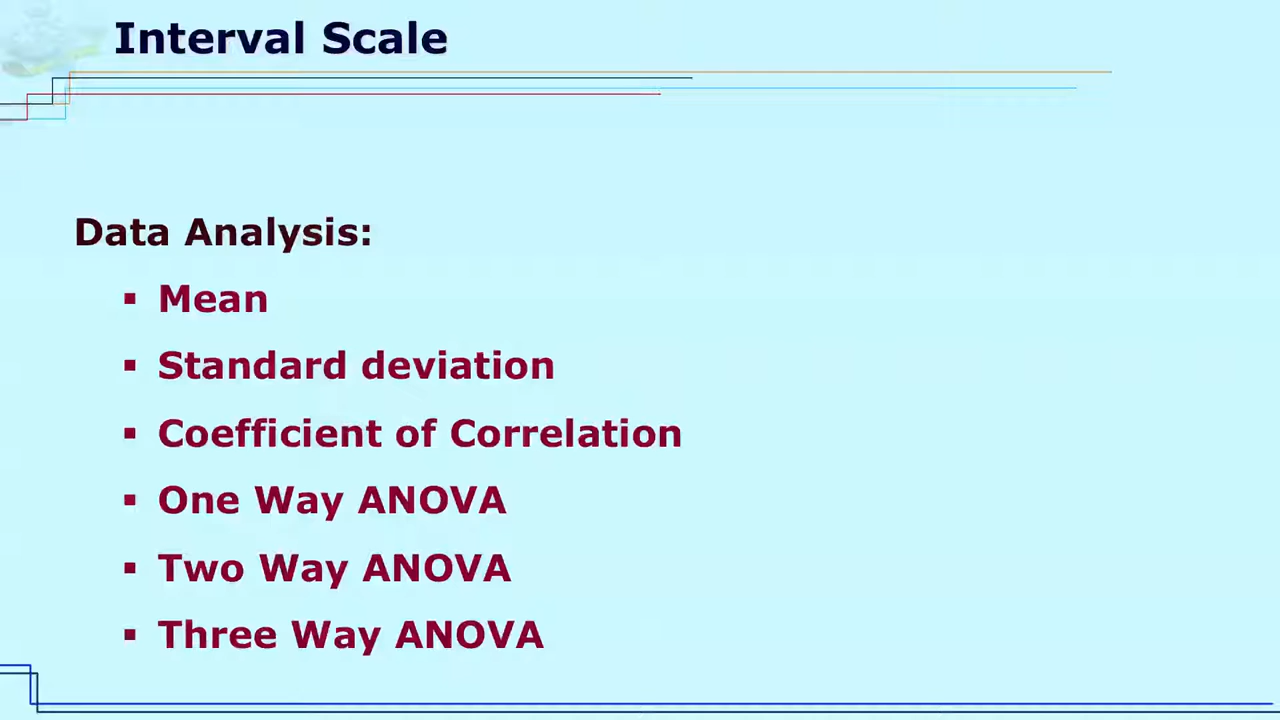 Interval Scale
Data Analysis:
▪ Mean
▪ Standard deviation
▪ Coefficient of Correlation
▪ One Way ANOVA
▪ Two Way ANOVA
▪ Three Way ANOVA